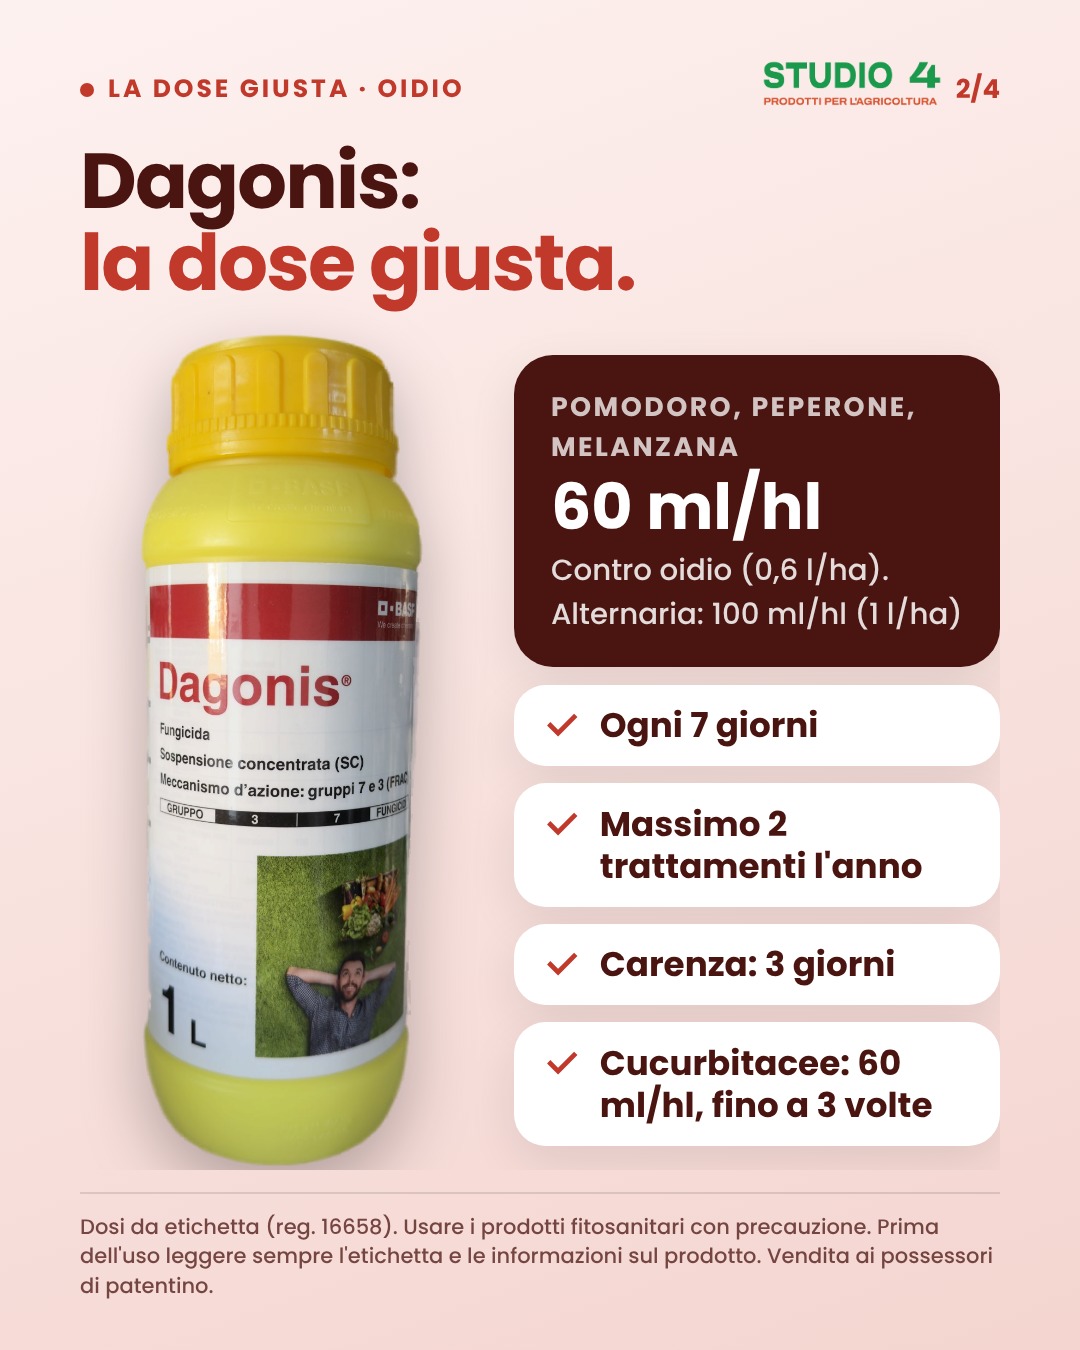 LA DOSE GIUSTA · OIDIO
STUDIO 4
PRODOTTI PER L'AGRICOLTURA
2/4
Dagonis:
la dose giusta.
BASF
Dagonis®
Fungicida
Sospensione concentrata (SC)
Meccanismo d'azione: gruppi 7 e 3 (FRAC
GRUPPO 3 7 FUNGICID
Contenuto netto:
1 L
POMODORO, PEPERONE,
MELANZANA
60 ml/hl
Contro oidio (0,6 l/ha).
Alternaria: 100 ml/hl (1 l/ha)
Ogni 7 giorni
Massimo 2
trattamenti l'anno
Carenza: 3 giorni
Cucurbitacee: 60
ml/hl, fino a 3 volte
Dosi da etichetta (reg. 16658). Usare i prodotti fitosanitari con precauzione. Prima
dell'uso leggere sempre l'etichetta e le informazioni sul prodotto. Vendita ai possessori
di patentino.